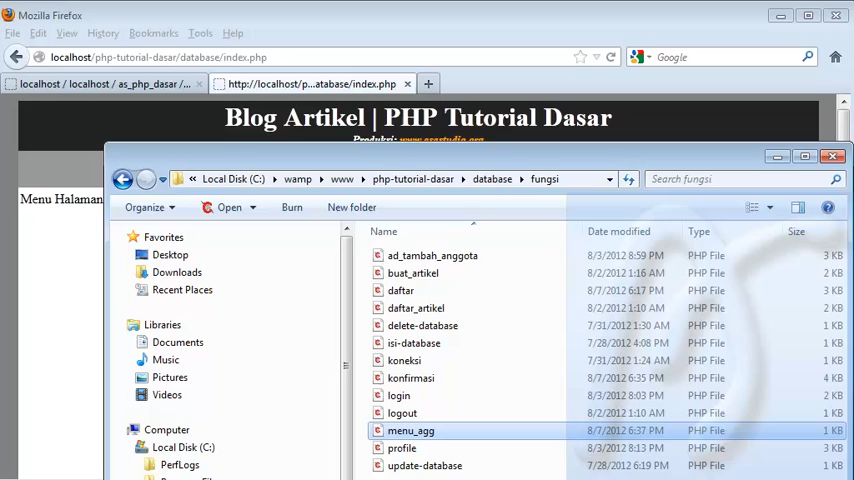 Mozilla Firefox
File Edit View History Bookmarks Tools Help
localhost/php-tutorial-dasar/database/index.php
Google
localhost / localhost / as_php_dasar /...
http://localhost/p...atabase/index.php
Blog Artikel | PHP Tutorial Dasar
Produksi: www.asastudio.org
Menu Halaman
« Local Disk (C:) wamp www php-tutorial-dasar database fungsi
Search fungsi
Organize Open Burn New folder
Name Date modified Type Size
Favorites
Desktop
Downloads
Recent Places
Libraries
Documents
Music
Pictures
Videos
Computer
Local Disk (C:)
PerfLogs
ad_tambah_anggota 8/3/2012 8:59 PM PHP File 3 KB
buat_artikel 8/2/2012 1:16 AM PHP File 2 KB
daftar 8/7/2012 6:17 PM PHP File 3 KB
daftar_artikel 8/2/2012 1:10 AM PHP File 2 KB
delete-database 7/31/2012 1:30 AM PHP File 1 KB
isi-database 7/28/2012 4:08 PM PHP File 1 KB
koneksi 7/31/2012 1:24 AM PHP File 1 KB
konfirmasi 8/7/2012 6:35 PM PHP File 4 KB
login 8/3/2012 8:03 PM PHP File 2 KB
logout 8/2/2012 1:10 AM PHP File 1 KB
menu_agg 8/7/2012 6:37 PM PHP File 1 KB
profile 8/3/2012 8:13 PM PHP File 1 KB
update-database 7/28/2012 6:19 PM PHP File 1 KB